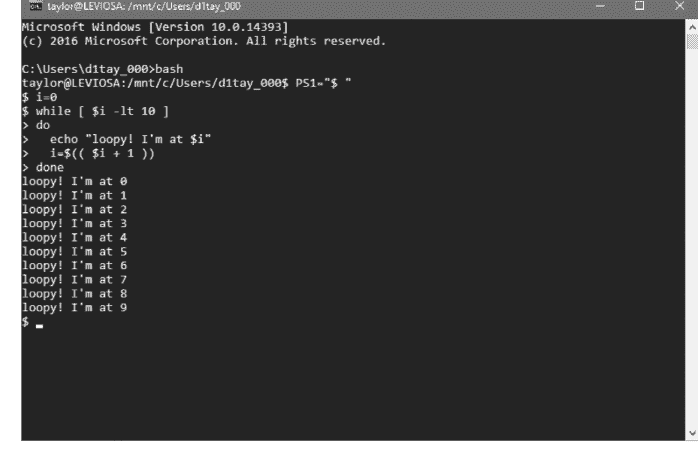 taylor@LEVIOSA: /mnt/c/Users/d1tay_000
Microsoft Windows [Version 10.0.14393]
(c) 2016 Microsoft Corporation. All rights reserved.
C:\Users\d1tay_000>bash
taylor@LEVIOSA:/mnt/c/Users/d1tay_000$ PS1="$ "
$ i=0
$ while [ $i -lt 10 ]
> do
>   echo "loopy! I'm at $i"
>   i=$(( $i + 1 ))
> done
loopy! I'm at 0
loopy! I'm at 1
loopy! I'm at 2
loopy! I'm at 3
loopy! I'm at 4
loopy! I'm at 5
loopy! I'm at 6
loopy! I'm at 7
loopy! I'm at 8
loopy! I'm at 9
$